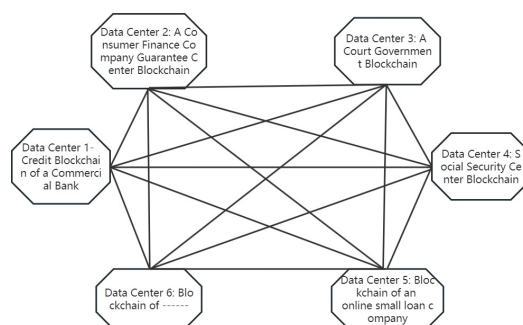 Data Center 2: A Co
nsumer Finance Co
mpany Guarantee C
enter Blockchain
Data Center 3: A
Court Governmen
t Blockchain
Data Center 1-
Credit Blockchai
n of a Commerci
al Bank
Data Center 4: S
ocial Security Ce
nter Blockchain
Data Center 6: Blo
ckchain of ------
Data Center 5: Bloc
kchain of an
online small loan c
ompany